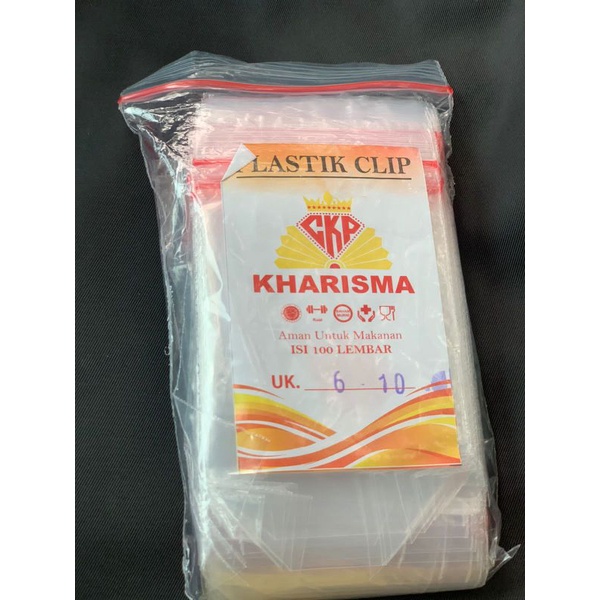 PLASTIK CLIP
CKP
KHARISMA
Aman Untuk Makanan
ISI 100 LEMBAR
UK. 6 - 10